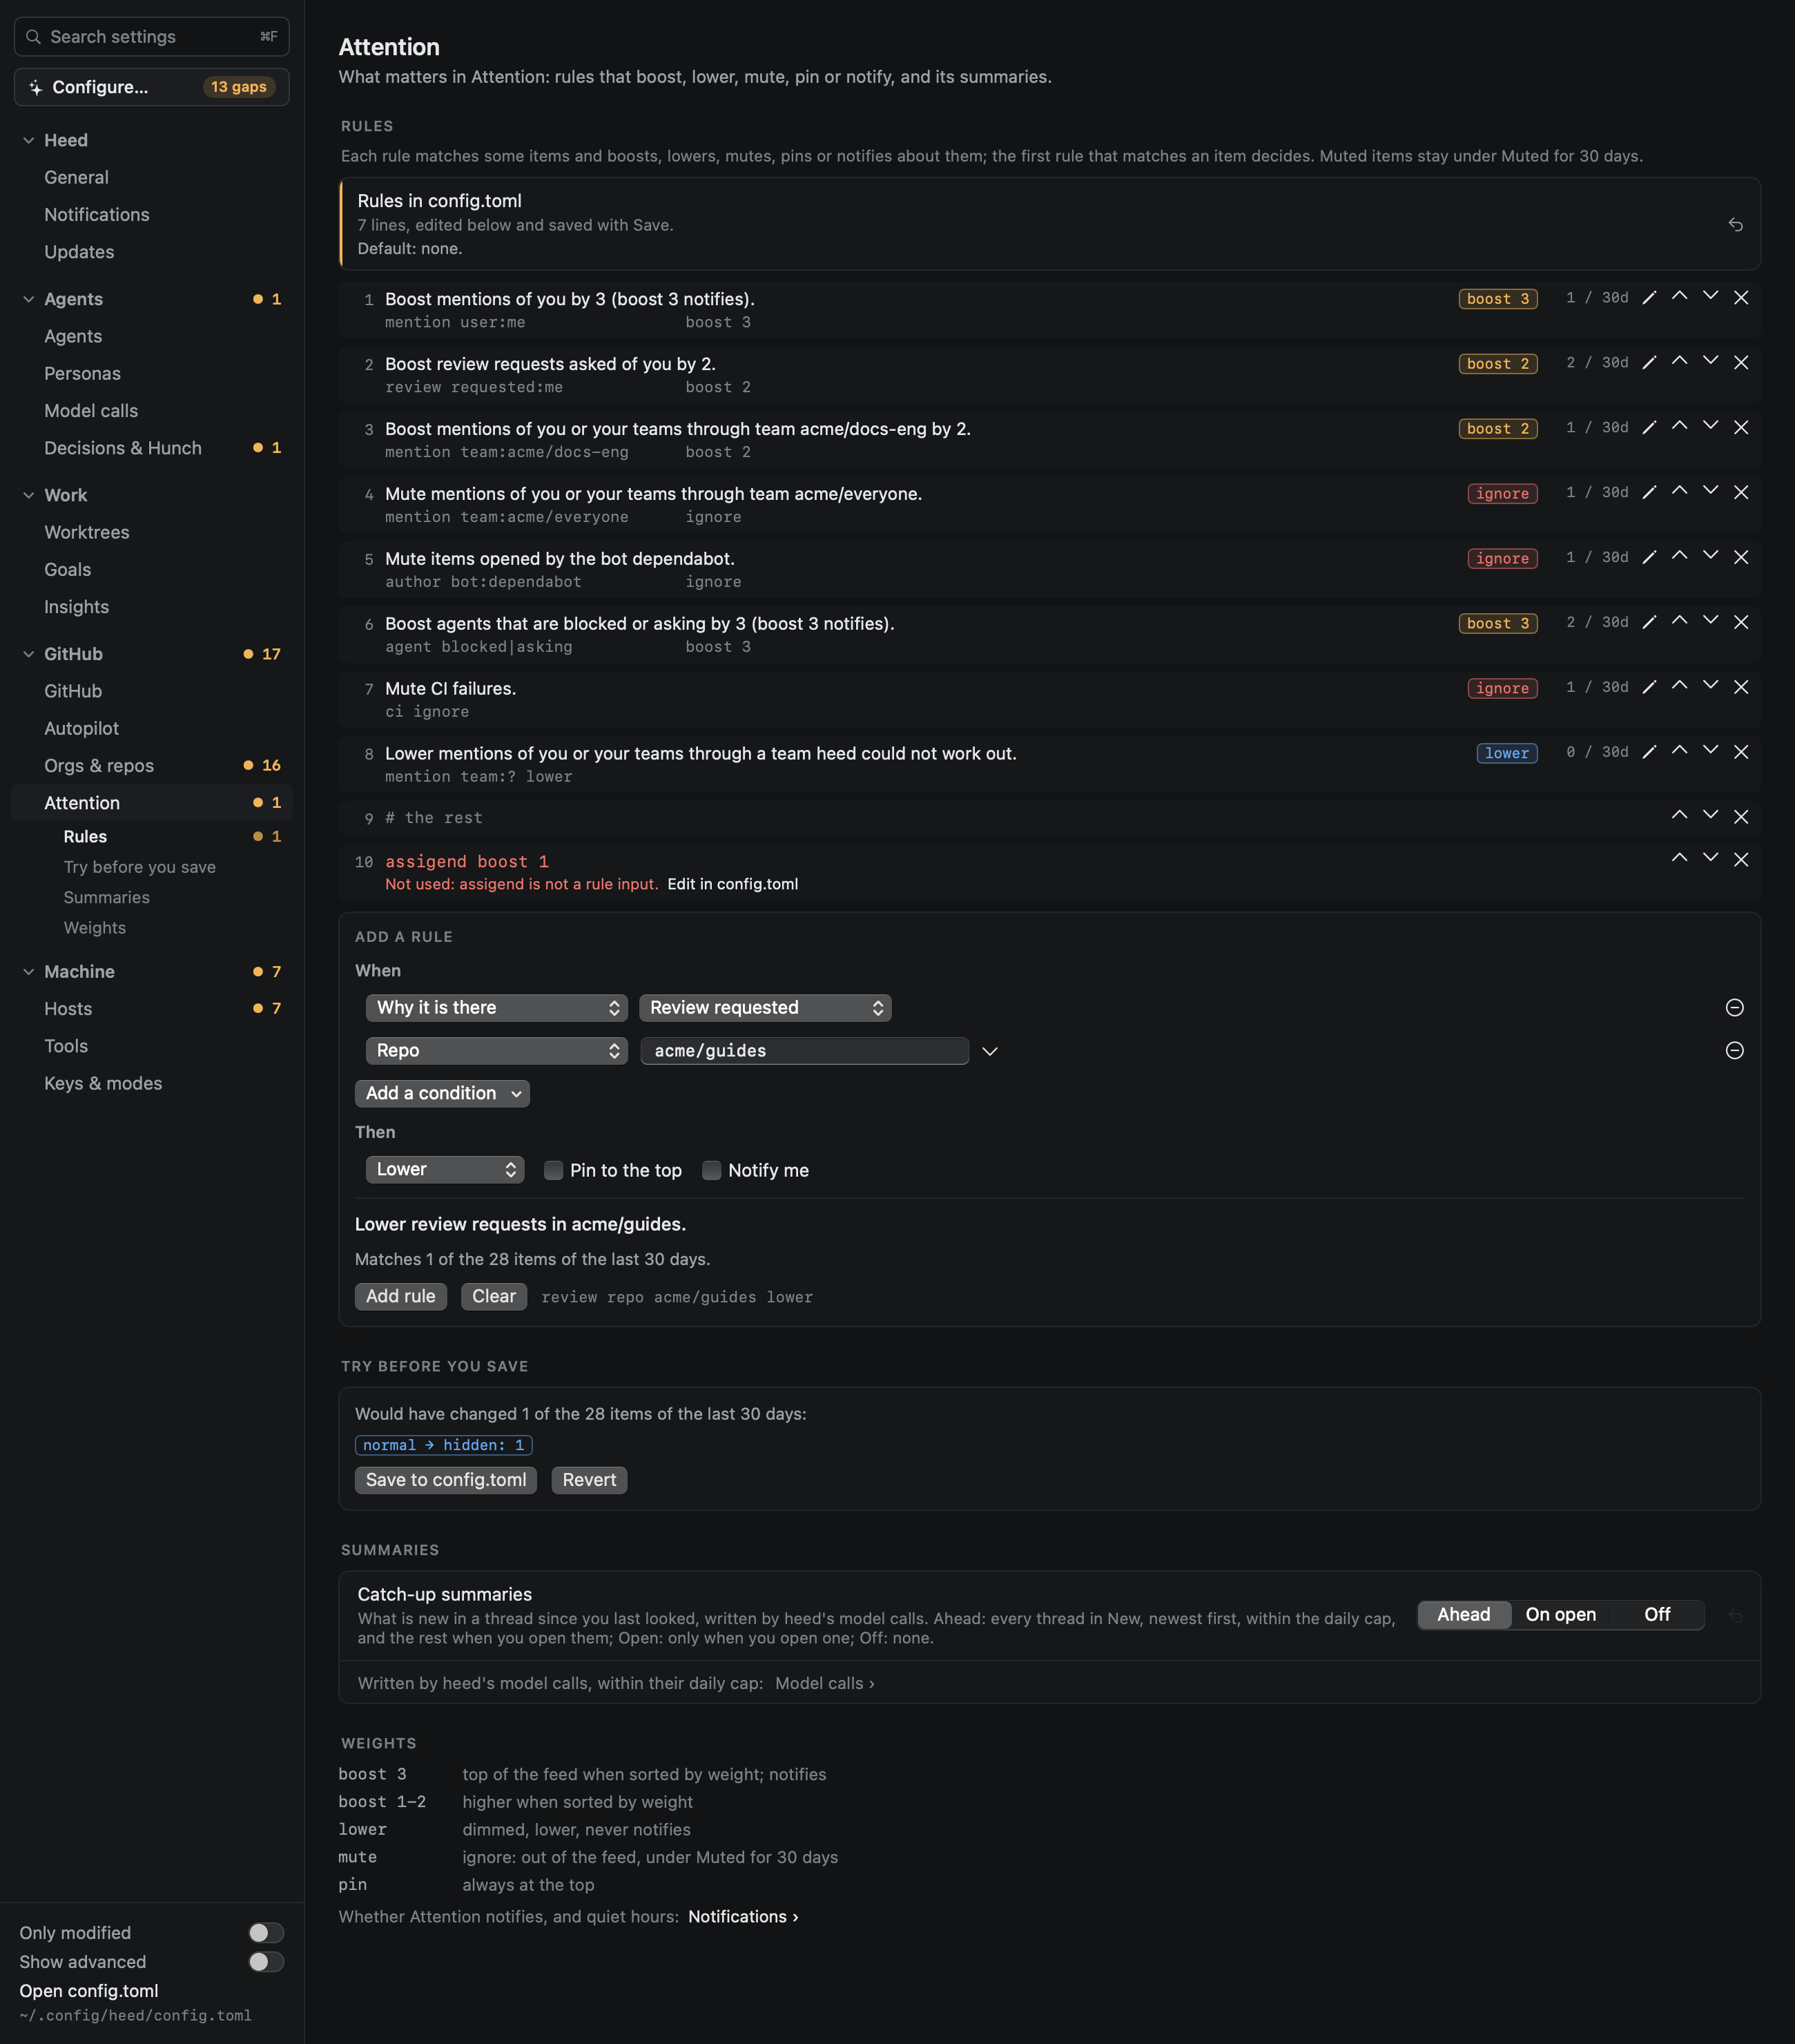 Search settings ⌘F
Configure... 13 gaps
Heed
General
Notifications
Updates
Agents 1
Agents
Personas
Model calls
Decisions & Hunch 1
Work
Worktrees
Goals
Insights
GitHub 17
GitHub
Autopilot
Orgs & repos 16
Attention 1
Rules 1
Try before you save
Summaries
Weights
Machine 7
Hosts 7
Tools
Keys & modes
Only modified
Show advanced
Open config.toml
~/.config/heed/config.toml
Attention
What matters in Attention: rules that boost, lower, mute, pin or notify, and its summaries.
RULES
Each rule matches some items and boosts, lowers, mutes, pins or notifies about them; the first rule that matches an item decides. Muted items stay under Muted for 30 days.
Rules in config.toml
7 lines, edited below and saved with Save.
Default: none.
1 Boost mentions of you by 3 (boost 3 notifies). boost 3 1 / 30d
mention user:me boost 3
2 Boost review requests asked of you by 2. boost 2 2 / 30d
review requested:me boost 2
3 Boost mentions of you or your teams through team acme/docs-eng by 2. boost 2 1 / 30d
mention team:acme/docs-eng boost 2
4 Mute mentions of you or your teams through team acme/everyone. ignore 1 / 30d
mention team:acme/everyone ignore
5 Mute items opened by the bot dependabot. ignore 1 / 30d
author bot:dependabot ignore
6 Boost agents that are blocked or asking by 3 (boost 3 notifies). boost 3 2 / 30d
agent blocked|asking boost 3
7 Mute CI failures. ignore 1 / 30d
ci ignore
8 Lower mentions of you or your teams through a team heed could not work out. lower 0 / 30d
mention team:? lower
9 # the rest
10 assigend boost 1
Not used: assigend is not a rule input. Edit in config.toml
ADD A RULE
When
Why it is there Review requested
Repo acme/guides
Add a condition
Then
Lower Pin to the top Notify me
Lower review requests in acme/guides.
Matches 1 of the 28 items of the last 30 days.
Add rule Clear review repo acme/guides lower
TRY BEFORE YOU SAVE
Would have changed 1 of the 28 items of the last 30 days:
normal → hidden: 1
Save to config.toml Revert
SUMMARIES
Catch-up summaries
What is new in a thread since you last looked, written by heed's model calls. Ahead: every thread in New, newest first, within the daily cap,
and the rest when you open them; Open: only when you open one; Off: none.
Ahead On open Off
Written by heed's model calls, within their daily cap: Model calls ›
WEIGHTS
boost 3 top of the feed when sorted by weight; notifies
boost 1–2 higher when sorted by weight
lower dimmed, lower, never notifies
mute ignore: out of the feed, under Muted for 30 days
pin always at the top
Whether Attention notifies, and quiet hours: Notifications ›